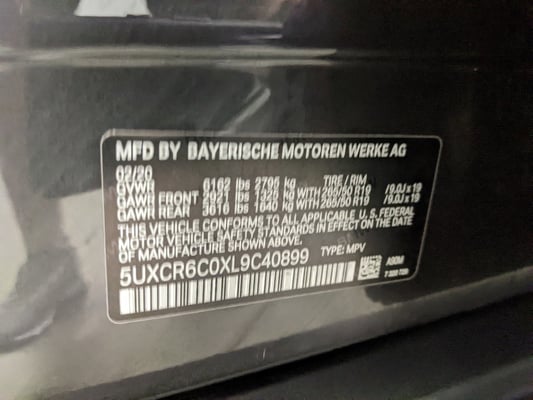 MFD BY BAYERISCHE MOTOREN WERKE AG
02/20 TIRE / RIM
GVWR 6162 lbs 2795 kg
GAWR FRONT 2921 lbs 1325 kg WITH 265/50 R19 /9.0J x 19
GAWR REAR 3616 lbs 1640 kg WITH 265/50 R19 /9.0J x 19
THIS VEHICLE CONFORMS TO ALL APPLICABLE U.S. FEDERAL
MOTOR VEHICLE SAFETY STANDARDS IN EFFECT ON THE DATE
OF MANUFACTURE SHOWN ABOVE.
5UXCR6C0XL9C40899 TYPE: MPV
A90M